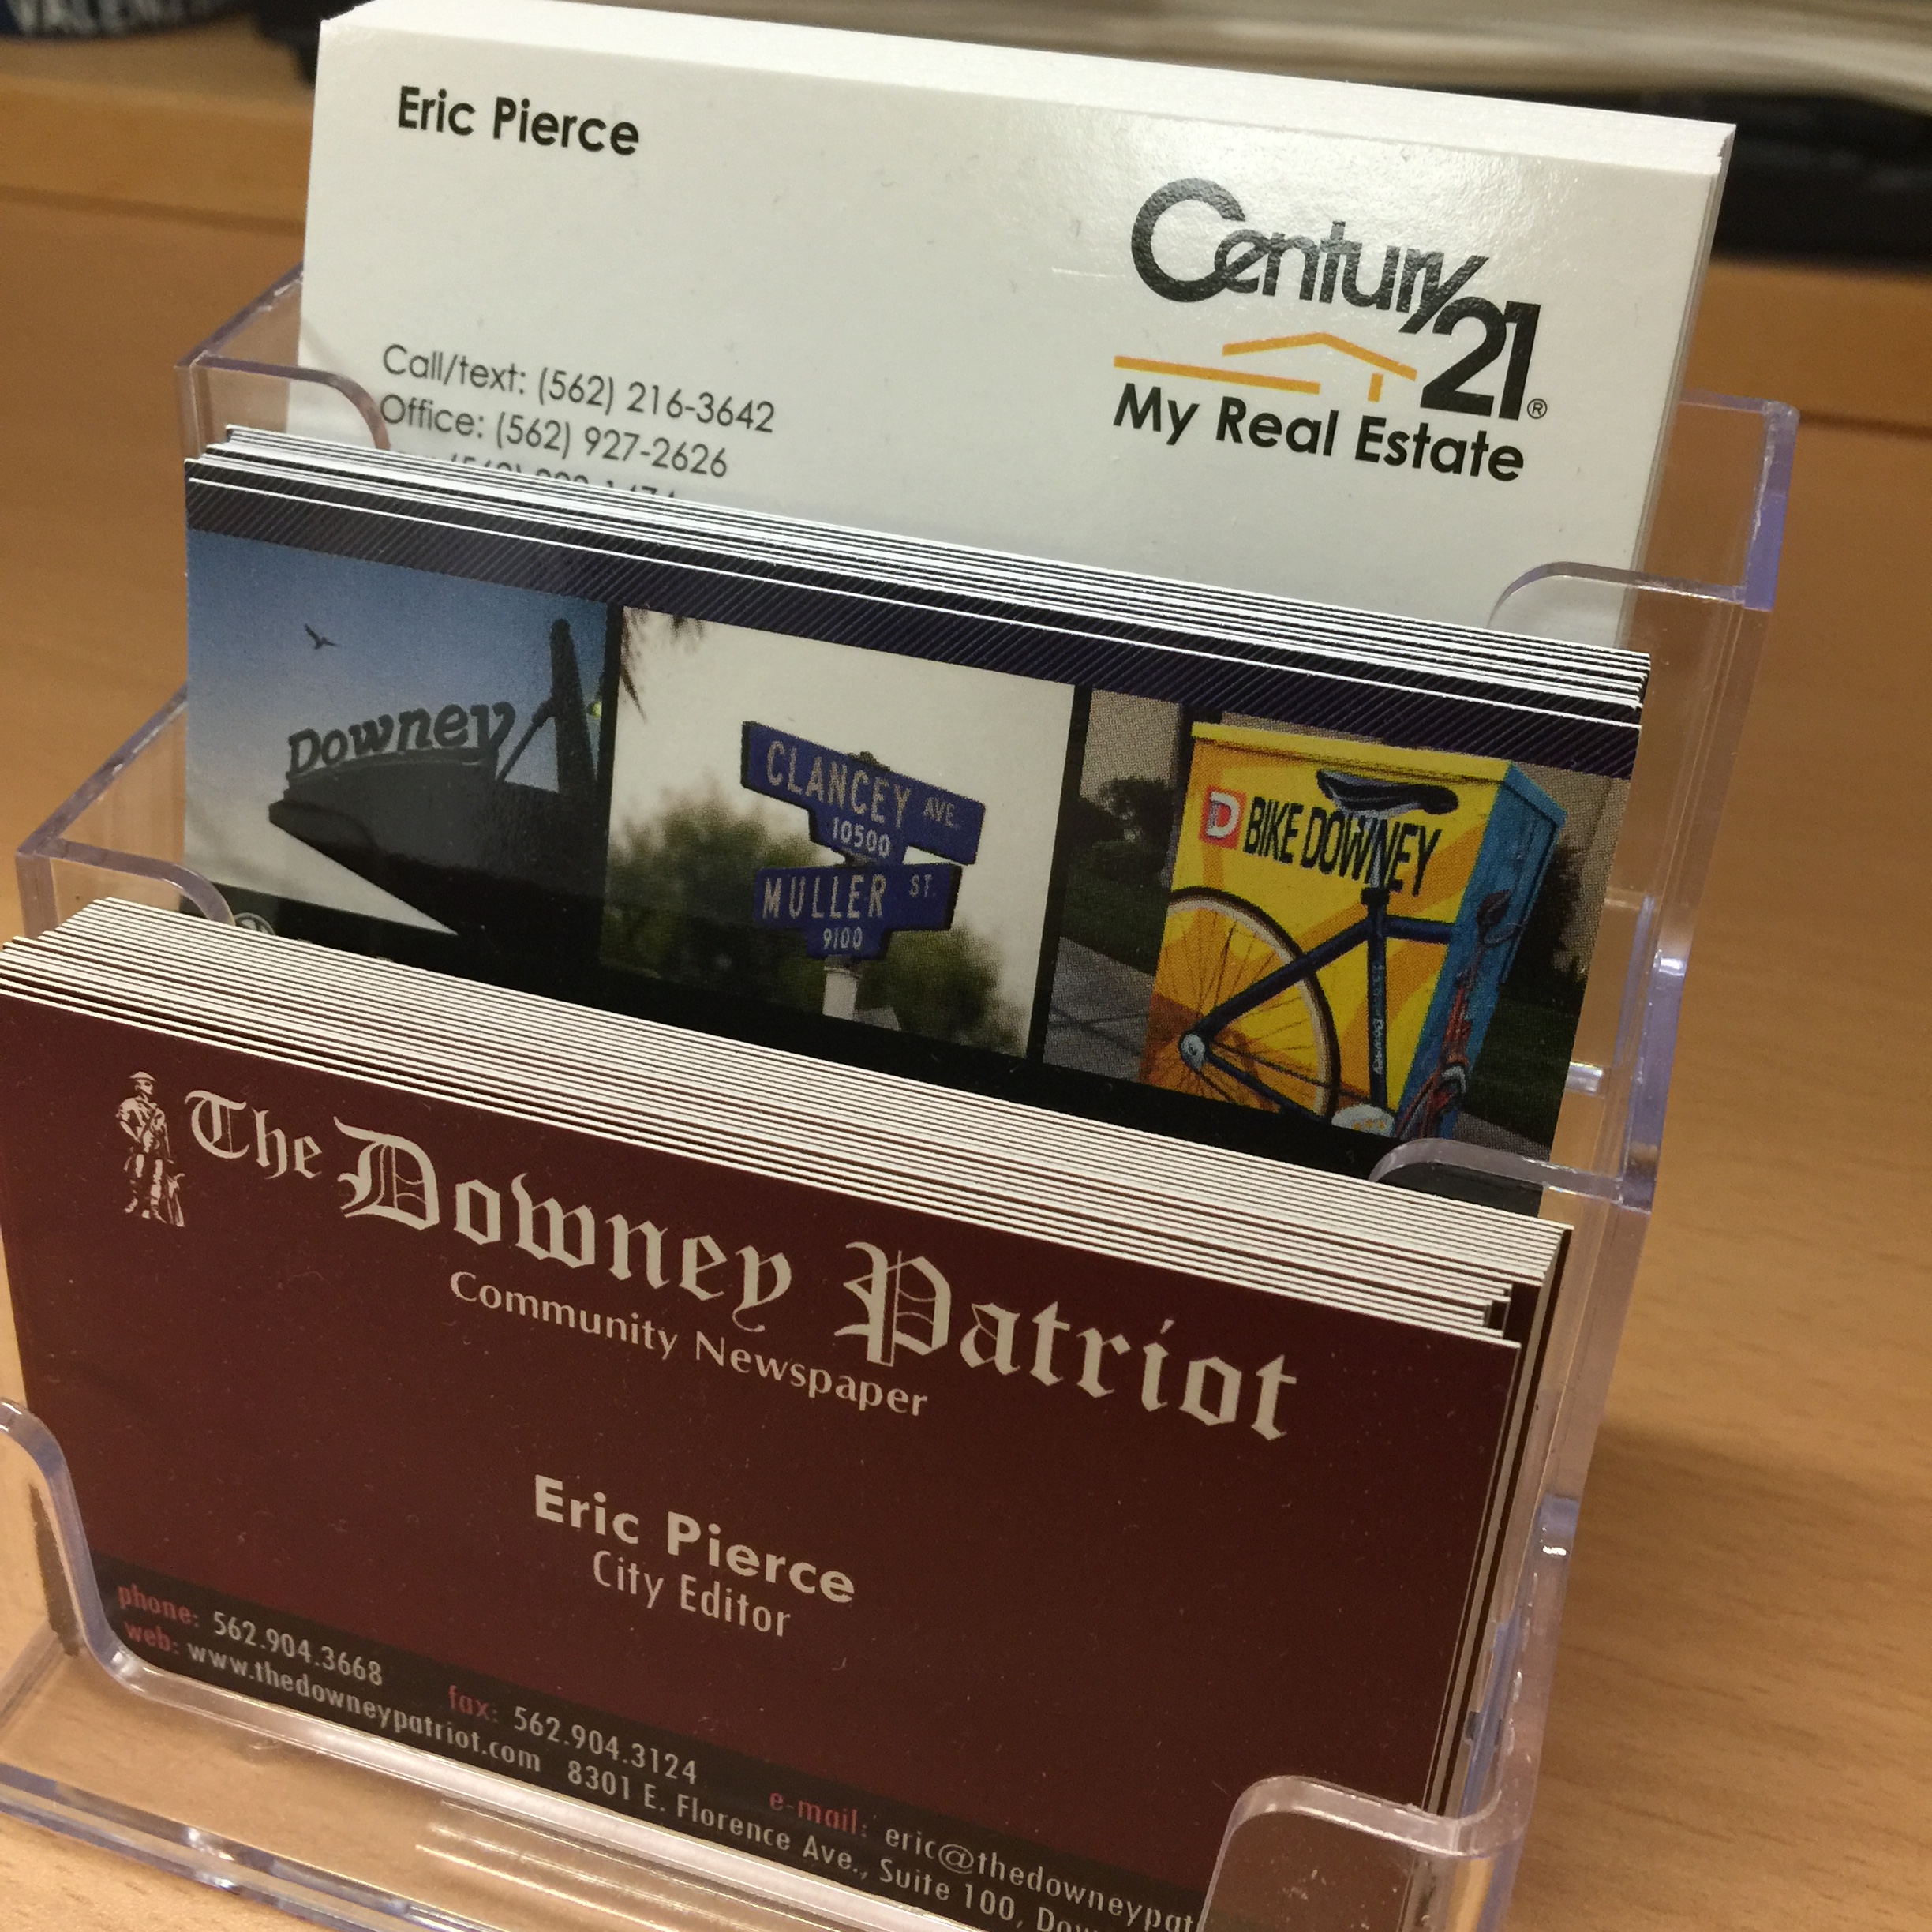 Eric Pierce
Century 21®
My Real Estate
Call/text: (562) 216-3642
Office: (562) 927-2626
Downey
CLANCEY AVE.
10500
MULLER ST.
9100
D BIKE DOWNEY
The Downey Patriot
Community Newspaper
Eric Pierce
City Editor
phone: 562.904.3668 fax: 562.904.3124 e-mail: eric@thedowneypat
web: www.thedowneypatriot.com 8301 E. Florence Ave., Suite 100,